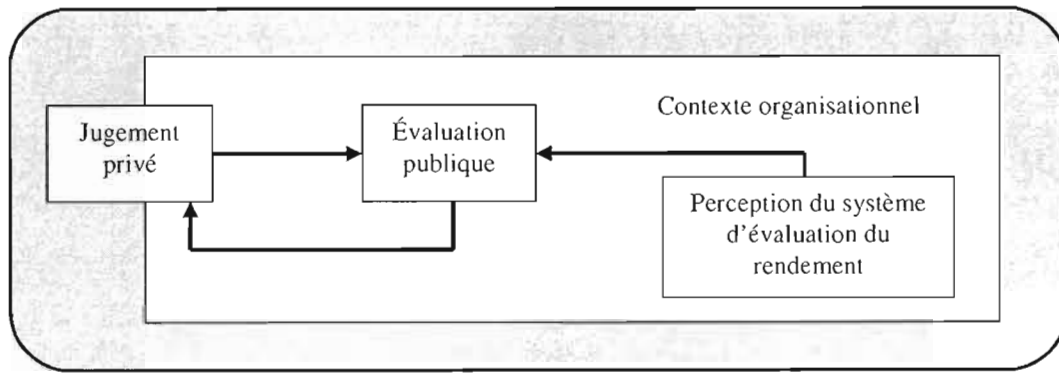 Jugement
privé
Évaluation
publique
Contexte organisationnel
Perception du système
d'évaluation du
rendement